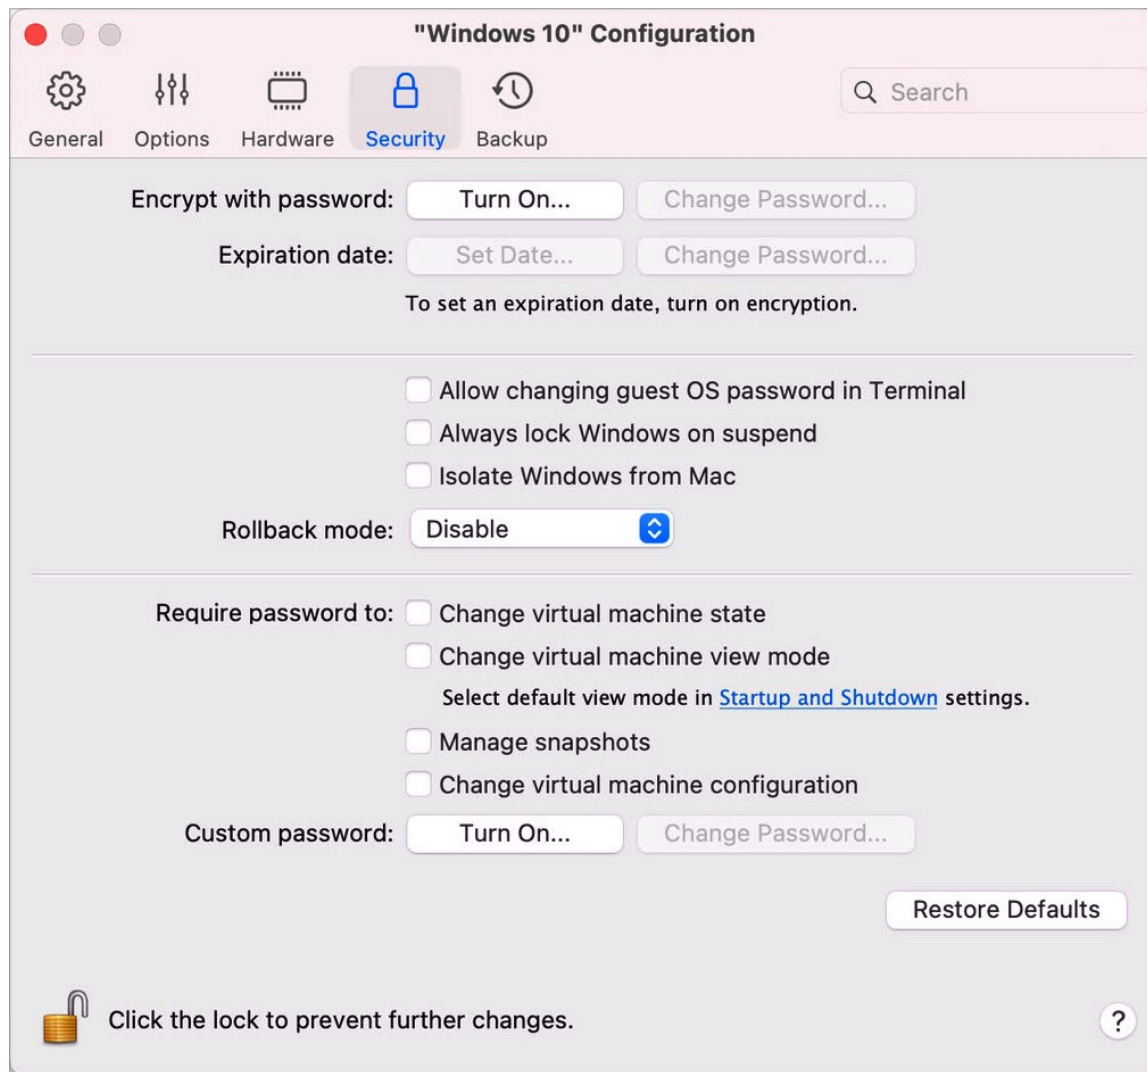 "Windows 10" Configuration
Search
General Options Hardware Security Backup
Encrypt with password: Turn On... Change Password...
Expiration date: Set Date... Change Password...
To set an expiration date, turn on encryption.
Allow changing guest OS password in Terminal
Always lock Windows on suspend
Isolate Windows from Mac
Rollback mode: Disable
Require password to: Change virtual machine state
Change virtual machine view mode
Select default view mode in Startup and Shutdown settings.
Manage snapshots
Change virtual machine configuration
Custom password: Turn On... Change Password...
Restore Defaults
Click the lock to prevent further changes. ?